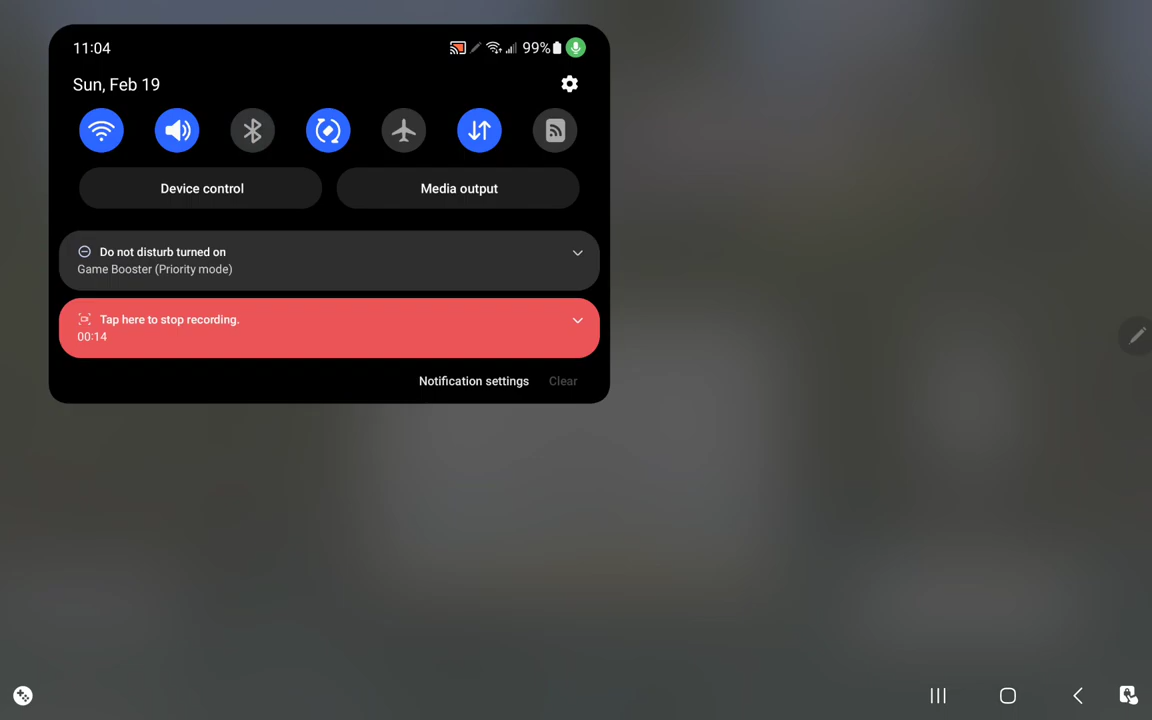 11:04
99%
Sun, Feb 19
Device control
Media output
Do not disturb turned on
Game Booster (Priority mode)
Tap here to stop recording.
00:14
Notification settings
Clear